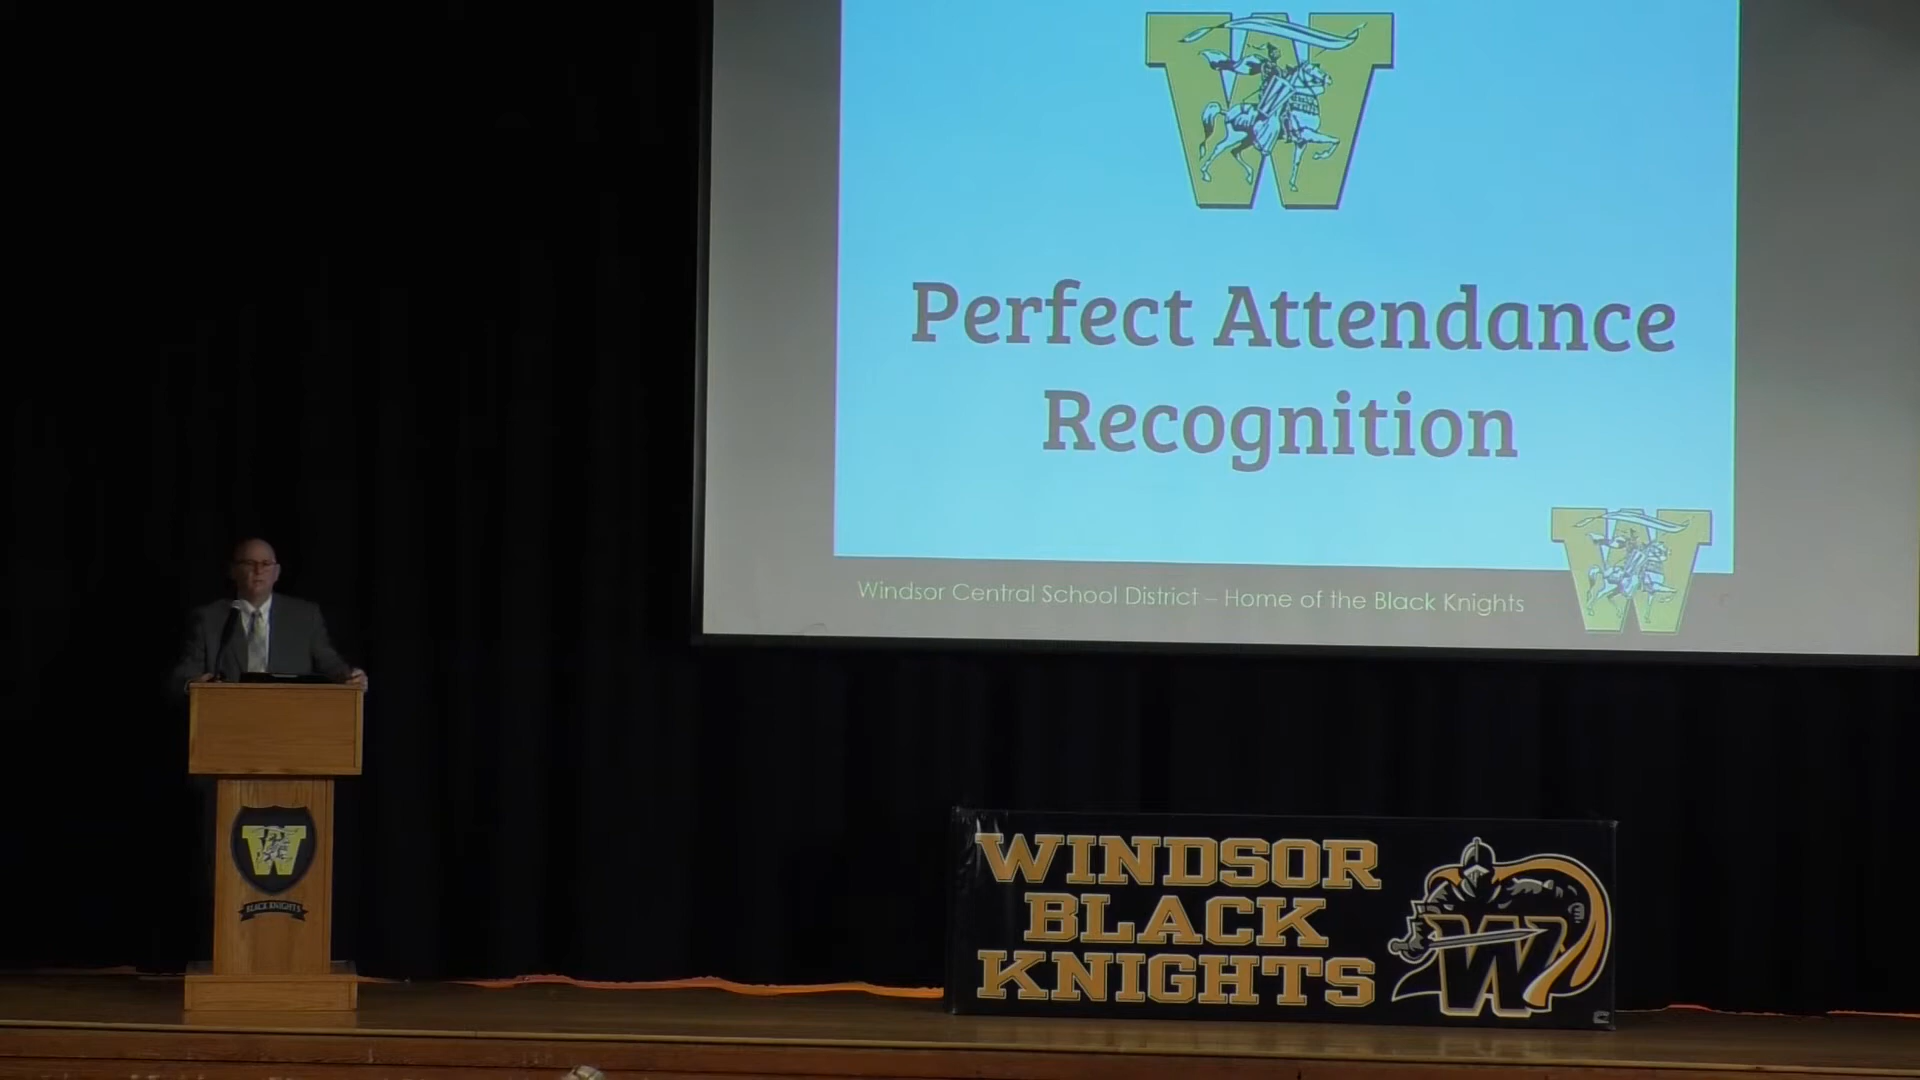 W
Perfect Attendance
Recognition
Windsor Central School District – Home of the Black Knights
W
W
BLACK KNIGHTS
WINDSOR
BLACK
KNIGHTS
W